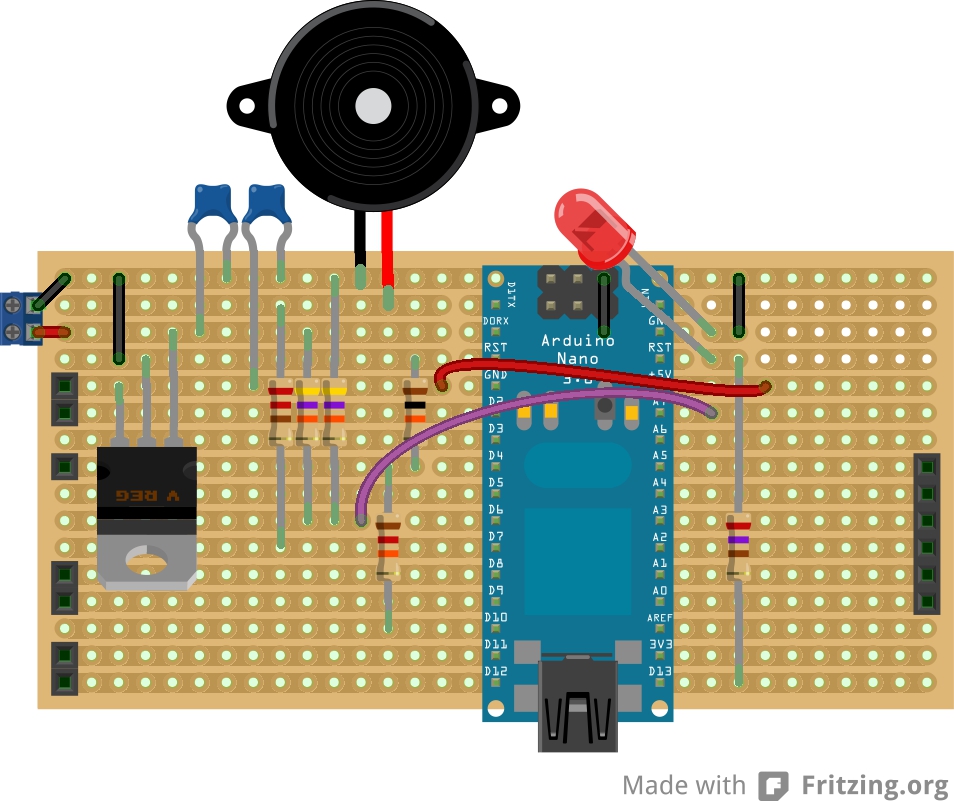 D1TX
VIN
D0RX
GND
RST
RST
Arduino
Nano
3.0
GND
+5V
D2
A7
D3
A6
D4
A5
D5
A4
D6
A3
D7
A2
D8
A1
D9
A0
D10
AREF
D11
3V3
D12
D13
V REG
Made with Fritzing.org